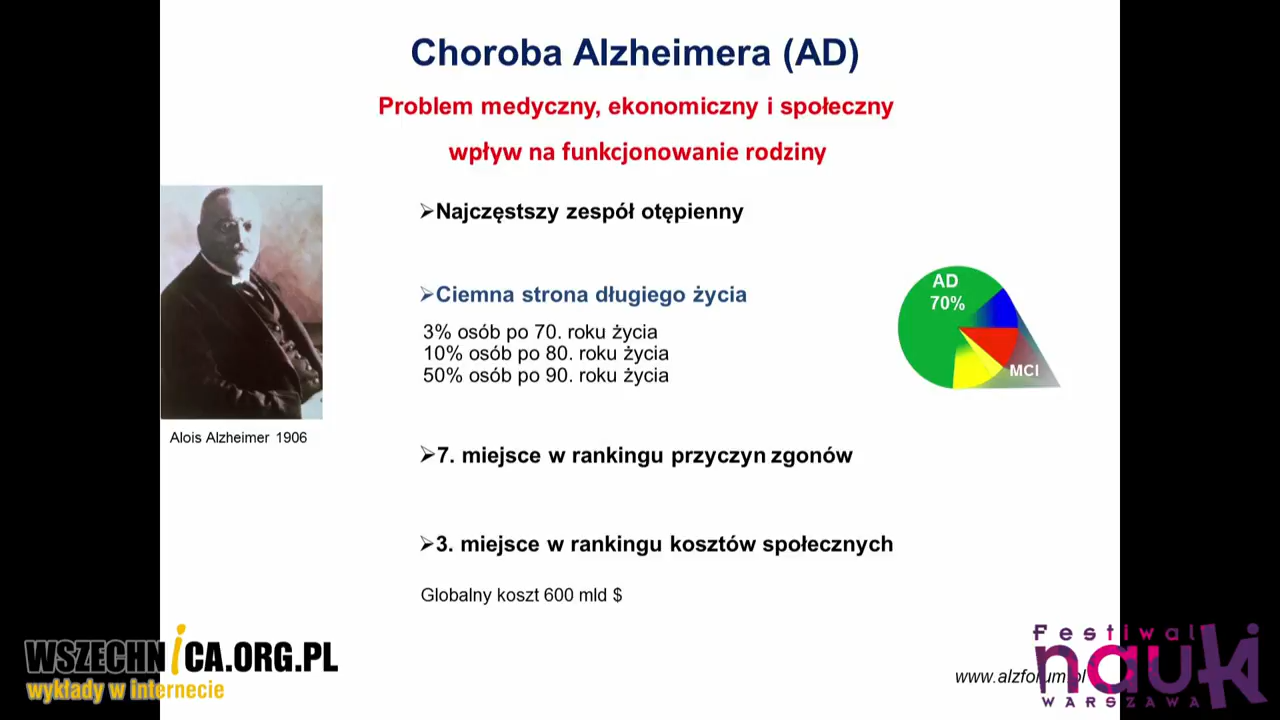 Choroba Alzheimera (AD)
Problem medyczny, ekonomiczny i społeczny
wpływ na funkcjonowanie rodziny
➢Najczęstszy zespół otępienny
➢Ciemna strona długiego życia
3% osób po 70. roku życia
10% osób po 80. roku życia
50% osób po 90. roku życia
AD
70%
MCI
Alois Alzheimer 1906
➢7. miejsce w rankingu przyczyn zgonów
➢3. miejsce w rankingu kosztów społecznych
Globalny koszt 600 mld $
WSZECHNiCA.ORG.PL
wykłady w internecie
www.alzforum.pl
Festiwal
nauki
WARSZAWA